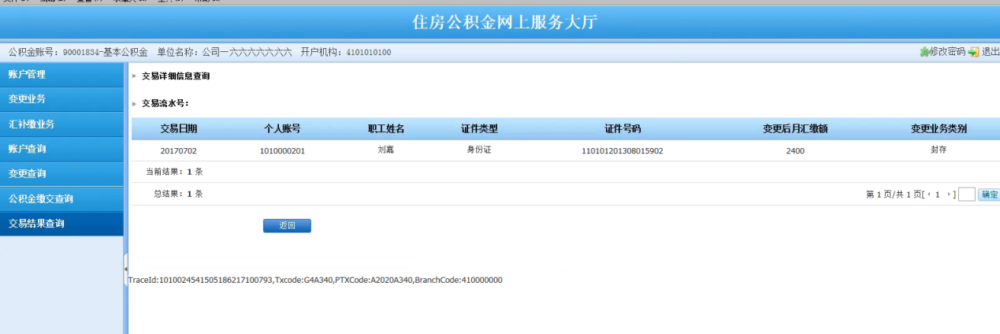 住房公积金网上服务大厅
公积金账号：90001834-基本公积金 单位名称：公司一六六六六六六六 开户机构：4101010100 修改密码 退出
账户管理
变更业务
汇补缴业务
账户查询
变更查询
公积金缴交查询
交易结果查询
交易详细信息查询
交易流水号：
交易日期 个人账号 职工姓名 证件类型 证件号码 变更后月汇缴额 变更业务类别
20170702 1010000201 刘嘉 身份证 110101201308015902 2400 封存
当前结果：1 条
总结果：1 条
第 1 页/共 1 页[ 1 ] 确定
返回
TraceId:1010024541505186217100793,Txcode:G4A340,PTXCode:A2020A340,BranchCode:410000000